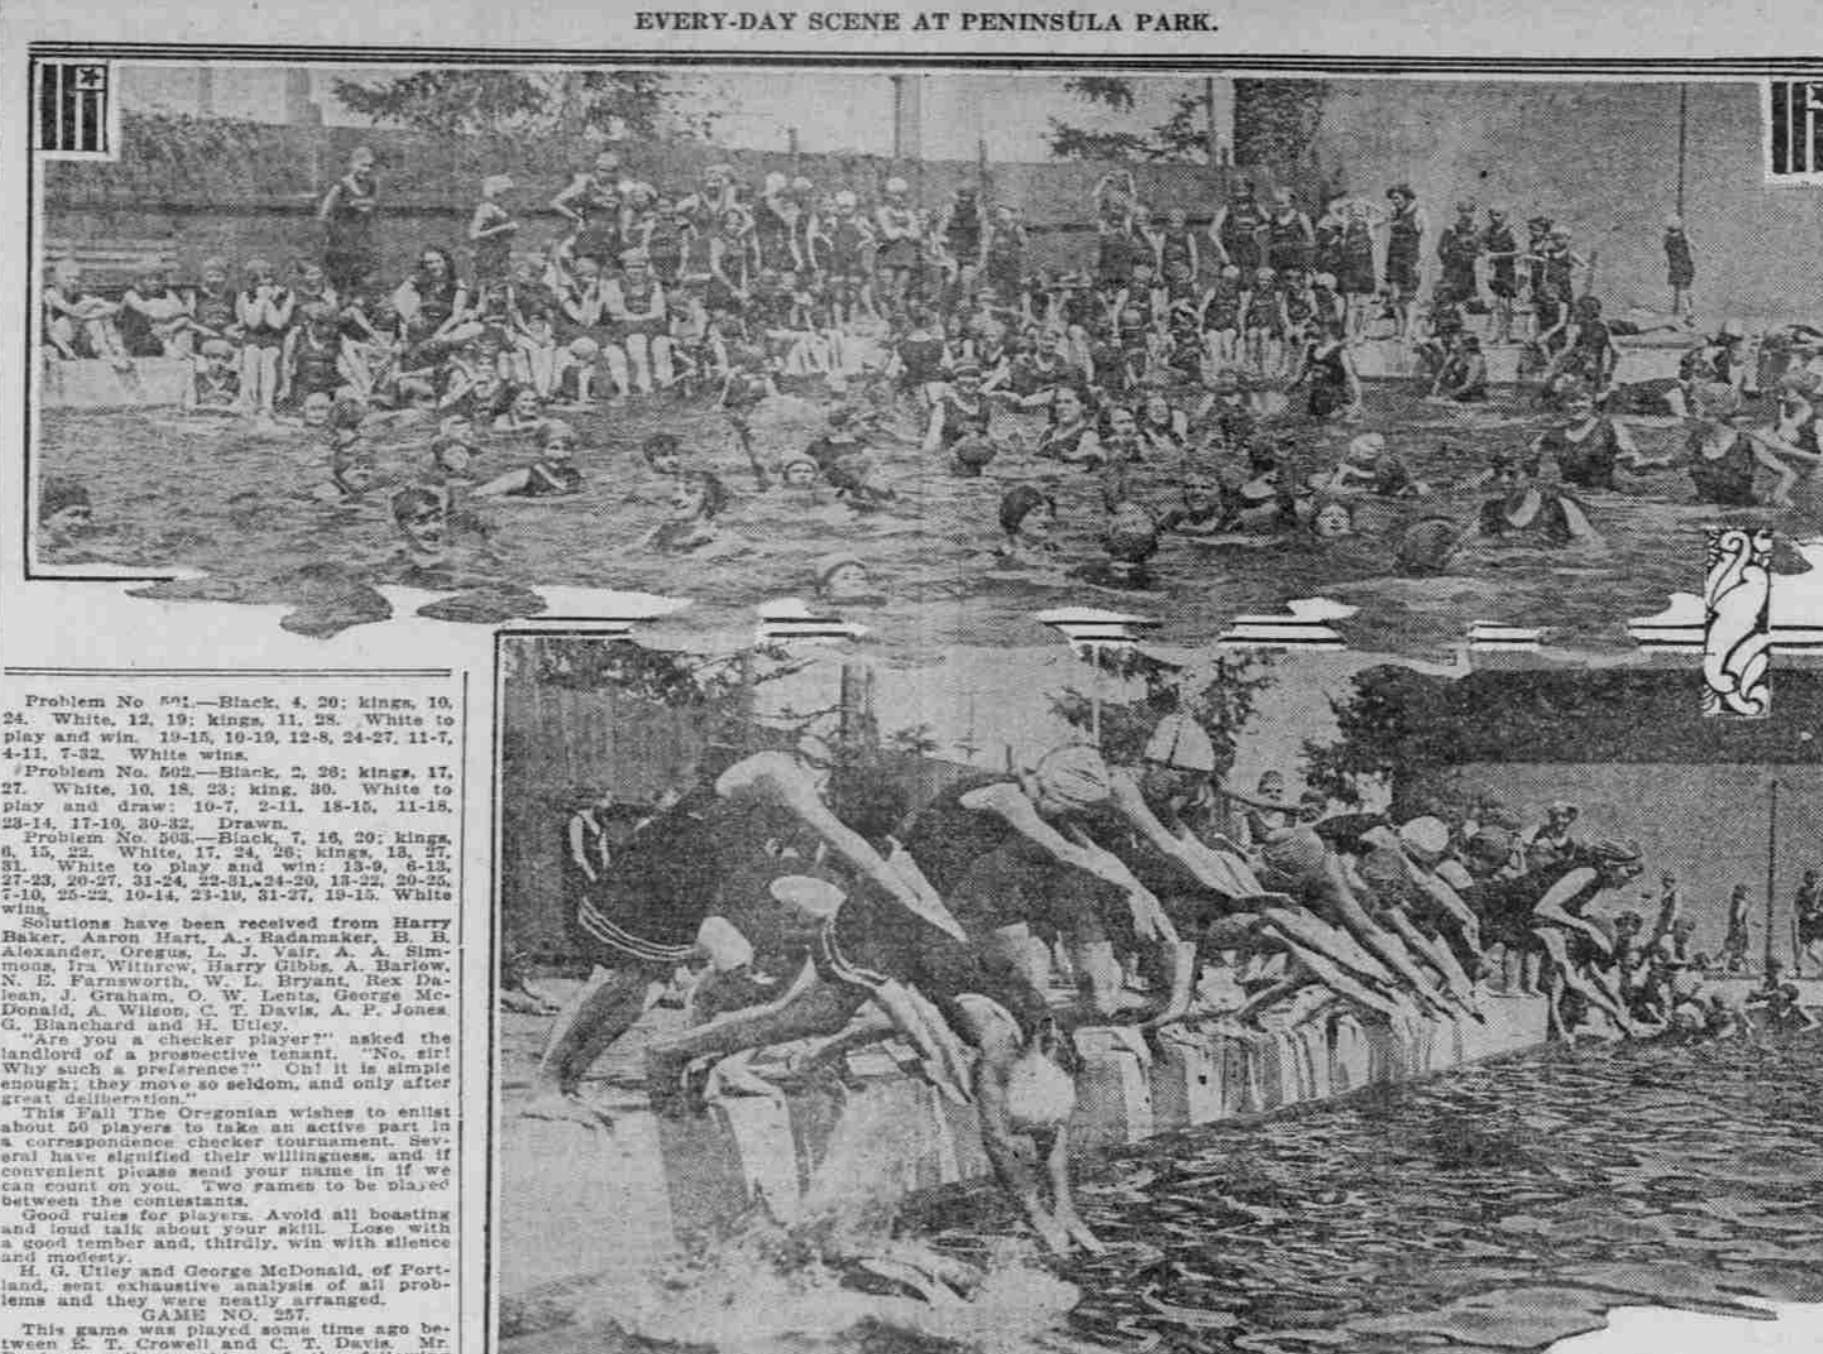 EVERY-DAY SCENE AT PENINSULA PARK.
Problem No 501.—Black, 4, 20; kings, 10,
24. White, 12, 19; kings, 11, 28. White to
play and win. 19-15, 10-19, 12-8, 24-27, 11-7,
4-11, 7-32. White wins.
Problem No. 502.—Black, 2, 26; kings, 17,
27. White, 10, 18, 23; king, 30. White to
play and draw: 10-7, 2-11, 18-15, 11-18,
23-14, 17-10, 30-32. Drawn.
Problem No. 503.—Black, 7, 16, 20; kings,
6, 15, 22. White, 17, 24, 26; kings, 13, 27,
31. White to play and win: 13-9, 6-13,
27-23, 20-27, 31-24, 22-31, 24-20, 13-22, 20-25,
7-10, 25-22, 10-14, 23-19, 31-27, 19-15. White
wins.
Solutions have been received from Harry
Baker, Aaron Hart, A. Radamaker, B. B.
Alexander, Oregus, L. J. Vair, A. A. Sim-
mons, Ira Withrow, Harry Gibbs, A. Barlow,
N. E. Farnsworth, W. L. Bryant, Rex Da-
lean, J. Graham, O. W. Lents, George Mc-
Donald, A. Wilson, C. T. Davis, A. P. Jones
G. Blanchard and H. Utley.
"Are you a checker player?" asked the
landlord of a prospective tenant. "No, sir!
Why such a preference?" Oh! it is simple
enough; they move so seldom, and only after
great deliberation."
This Fall The Oregonian wishes to enlist
about 50 players to take an active part in
a correspondence checker tournament. Sev-
eral have signified their willingness, and if
convenient please send your name in if we
can count on you. Two games to be played
between the contestants.
Good rules for players. Avoid all boasting
and loud talk about your skill. Lose with
a good temper and, thirdly, win with silence
and modesty.
H. G. Utley and George McDonald, of Port-
land, sent exhaustive analysis of all prob-
lems and they were neatly arranged.
GAME NO. 257.
This game was played some time ago be-
tween E. T. Crowell and C. T. Davis. Mr.